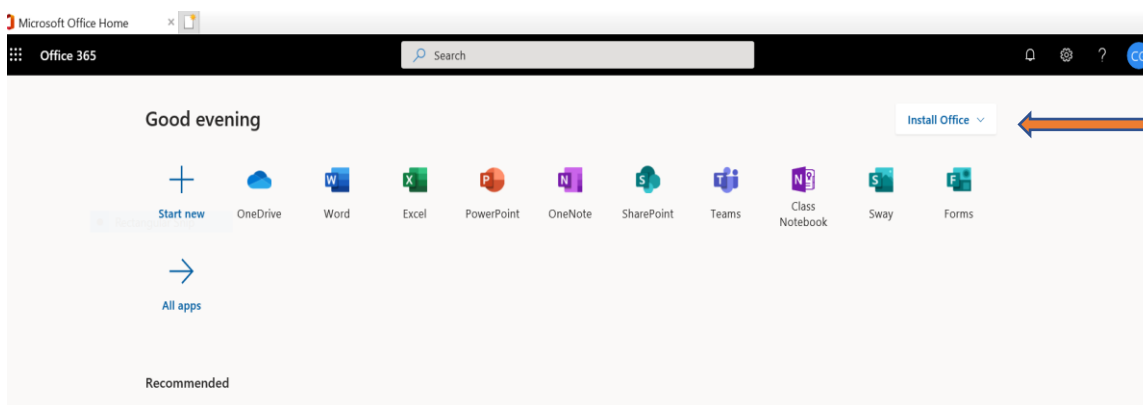 Microsoft Office Home
Office 365
Search
?
CC
Good evening
Install Office
Start new
OneDrive
Word
Excel
PowerPoint
OneNote
SharePoint
Teams
Class
Notebook
Sway
Forms
All apps
Recommended